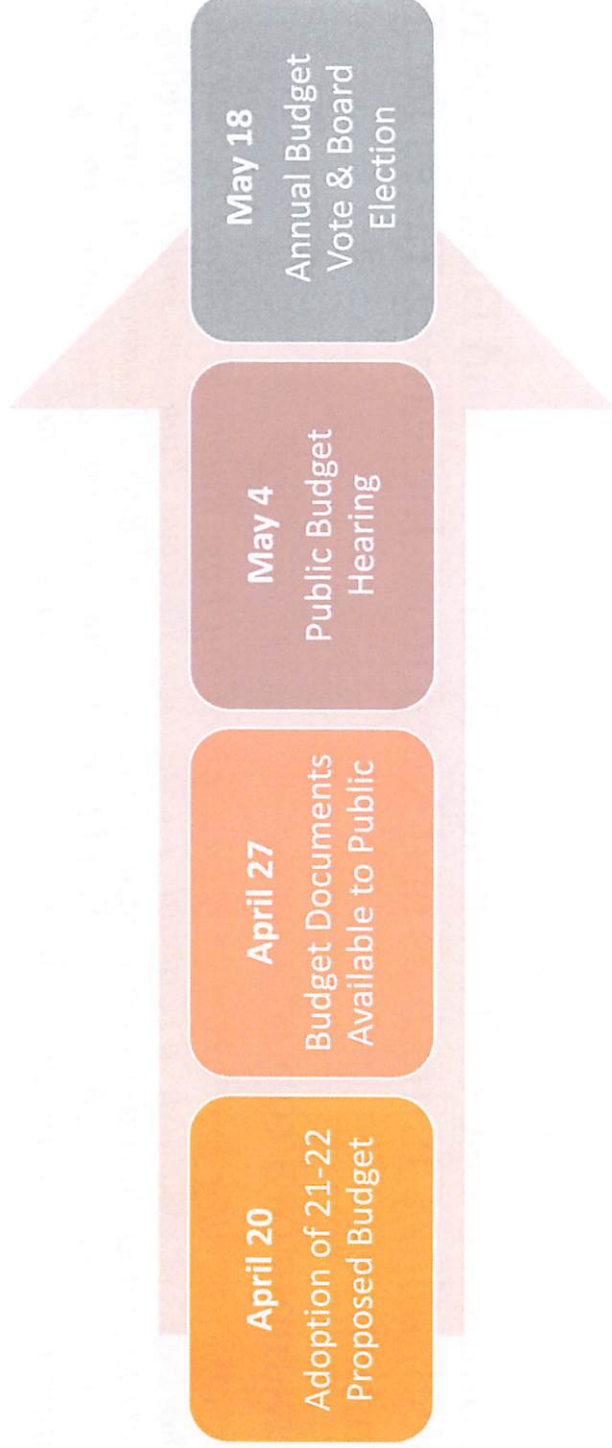 April 20
Adoption of 21-22
Proposed Budget
April 27
Budget Documents
Available to Public
May 4
Public Budget
Hearing
May 18
Annual Budget
Vote & Board
Election